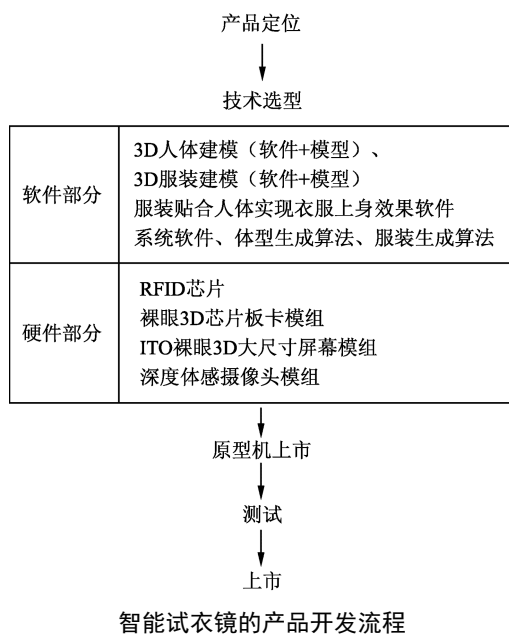 产品定位
技术选型
软件部分
3D人体建模（软件+模型）、
3D服装建模（软件+模型）
服装贴合人体实现衣服上身效果软件
系统软件、体型生成算法、服装生成算法
硬件部分
RFID芯片
裸眼3D芯片板卡模组
ITO裸眼3D大尺寸屏幕模组
深度体感摄像头模组
原型机上市
测试
上市
智能试衣镜的产品开发流程